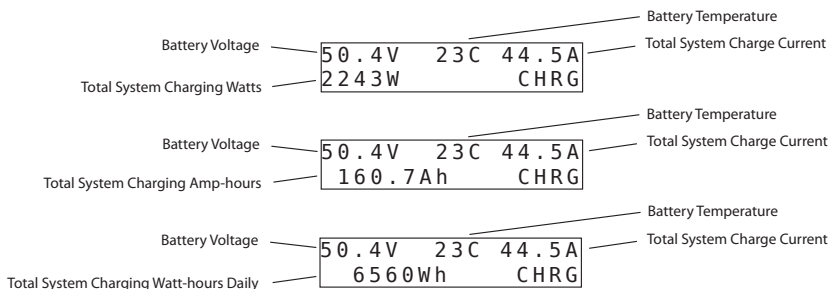 Battery Temperature
Battery Voltage 50.4V 23C 44.5A Total System Charge Current
Total System Charging Watts 2243W CHRG
Battery Temperature
Battery Voltage 50.4V 23C 44.5A Total System Charge Current
Total System Charging Amp-hours 160.7Ah CHRG
Battery Temperature
Battery Voltage 50.4V 23C 44.5A Total System Charge Current
Total System Charging Watt-hours Daily 6560Wh CHRG